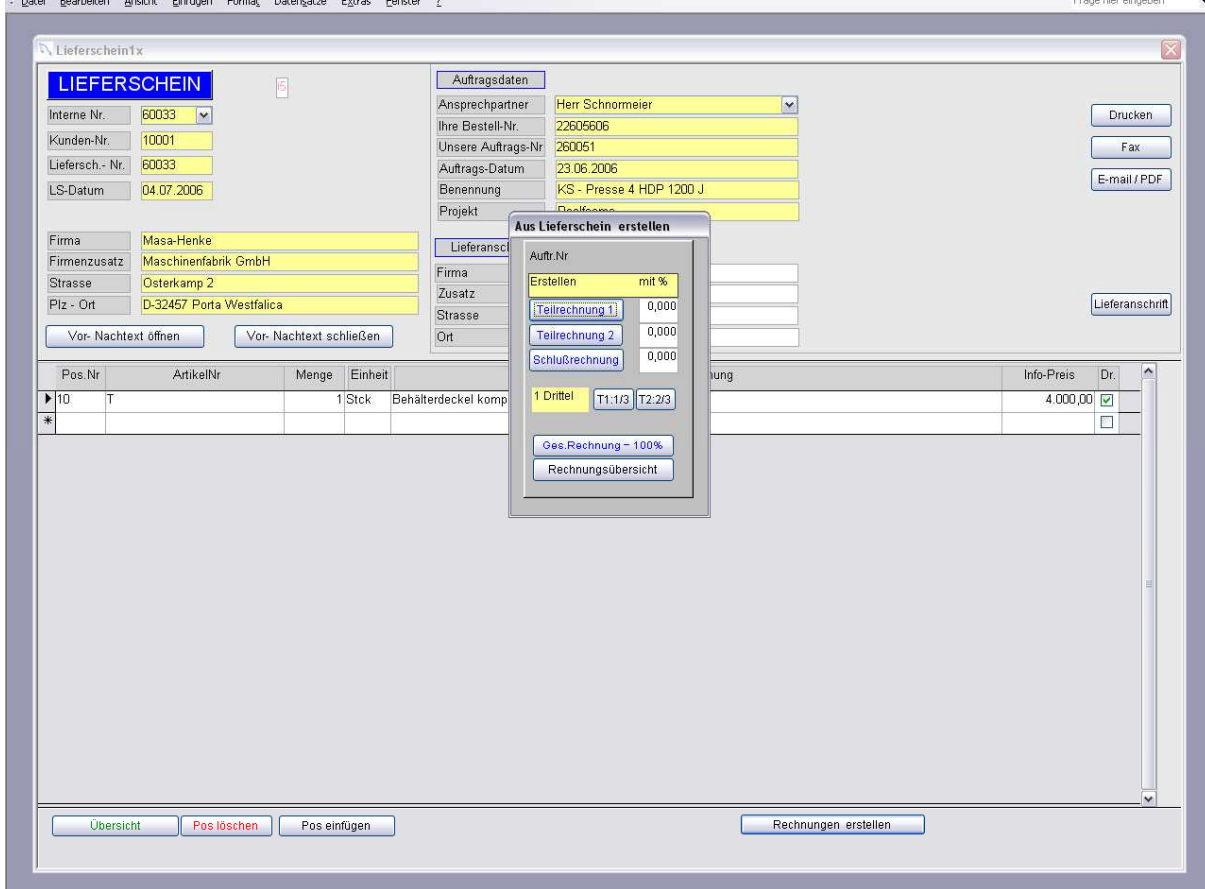 Datei Bearbeiten Ansicht Einfügen Format Datensätze Extras Fenster ?
Frage hier eingeben
Lieferschein1x
LIEFERSCHEIN
Interne Nr. 60033
Kunden-Nr. 10001
Liefersch.- Nr. 60033
LS-Datum 04.07.2006
Auftragsdaten
Ansprechpartner Herr Schnormeier
Ihre Bestell-Nr. 22605606
Unsere Auftrags-Nr 260051
Auftrags-Datum 23.06.2006
Benennung KS - Presse 4 HDP 1200 J
Projekt
Drucken
Fax
E-mail / PDF
Firma Masa-Henke
Firmenzusatz Maschinenfabrik GmbH
Strasse Osterkamp 2
Plz - Ort D-32457 Porta Westfalica
Vor- Nachtext öffnen Vor- Nachtext schließen
Lieferansch
Firma
Zusatz
Strasse
Ort
Lieferanschrift
Aus Lieferschein erstellen
Auftr.Nr
Erstellen mit %
Teilrechnung 1 0,000
Teilrechnung 2 0,000
Schlußrechnung 0,000
1 Drittel T1:1/3 T2:2/3
Ges.Rechnung = 100%
Rechnungsübersicht
Pos.Nr ArtikelNr Menge Einheit nung Info-Preis Dr.
10 T 1 Stck Behälterdeckel komp 4.000,00
Übersicht Pos löschen Pos einfügen Rechnungen erstellen